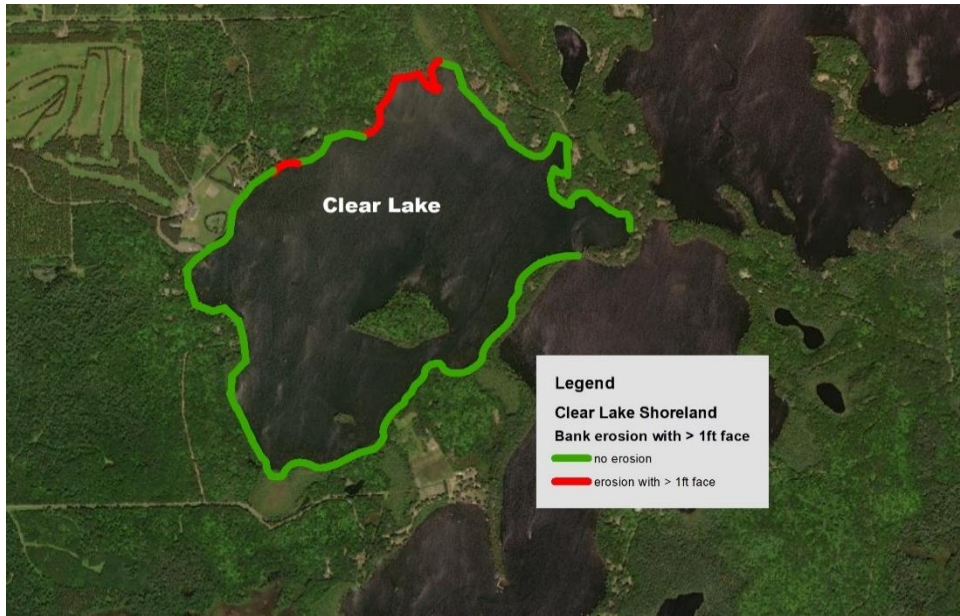 Clear Lake
Legend
Clear Lake Shoreland
Bank erosion with > 1ft face
no erosion
erosion with > 1ft face